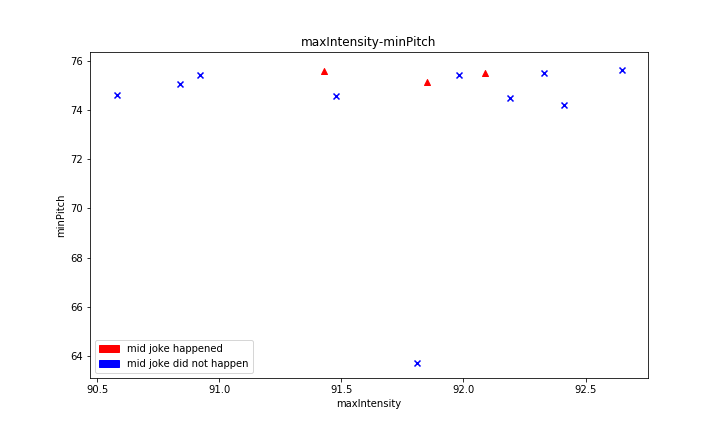 maxIntensity-minPitch
76
74
72
70
68
66
64
minPitch
mid joke happened
mid joke did not happen
90.5 91.0 91.5 92.0 92.5
maxIntensity